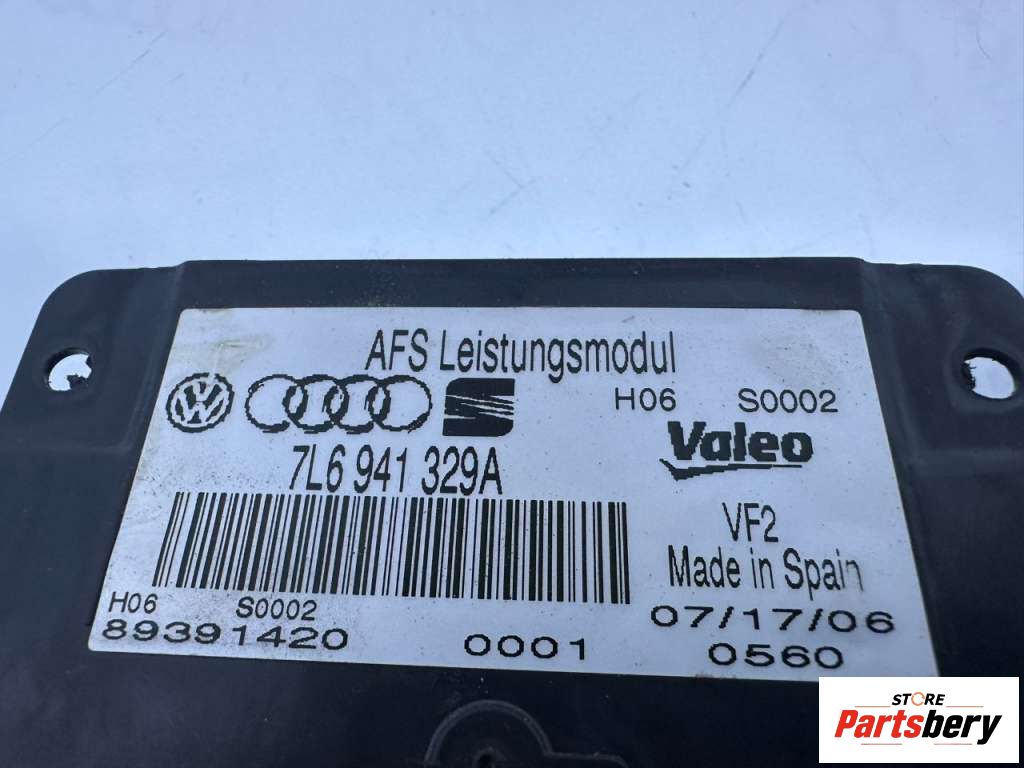 AFS Leistungsmodul
H06 S0002
7L6 941 329A
Valeo
VF2
Made in Spain
H06 S0002
07/17/06
89391420 0001 0560
STORE
Partsbery